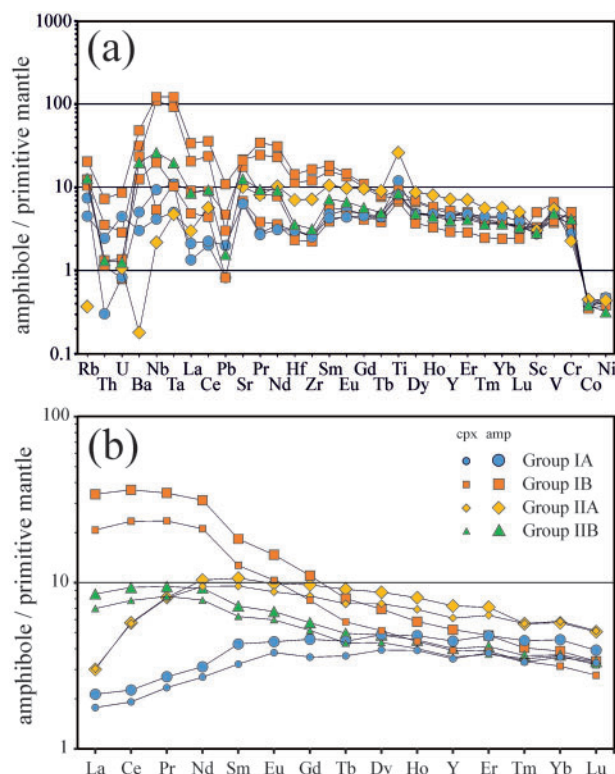 (a)
amphibole / primitive mantle
1000
100
10
1
0.1
Rb Th U Ba Nb Ta La Ce Pb Sr Pr Nd Hf Zr Sm Eu Gd Tb Ti Dy Ho Y Er Tm Yb Lu Sc V Cr Co Ni
(b)
amphibole / primitive mantle
100
10
1
cpx amp
Group IA
Group IB
Group IIA
Group IIB
La Ce Pr Nd Sm Eu Gd Tb Dy Ho Y Er Tm Yb Lu